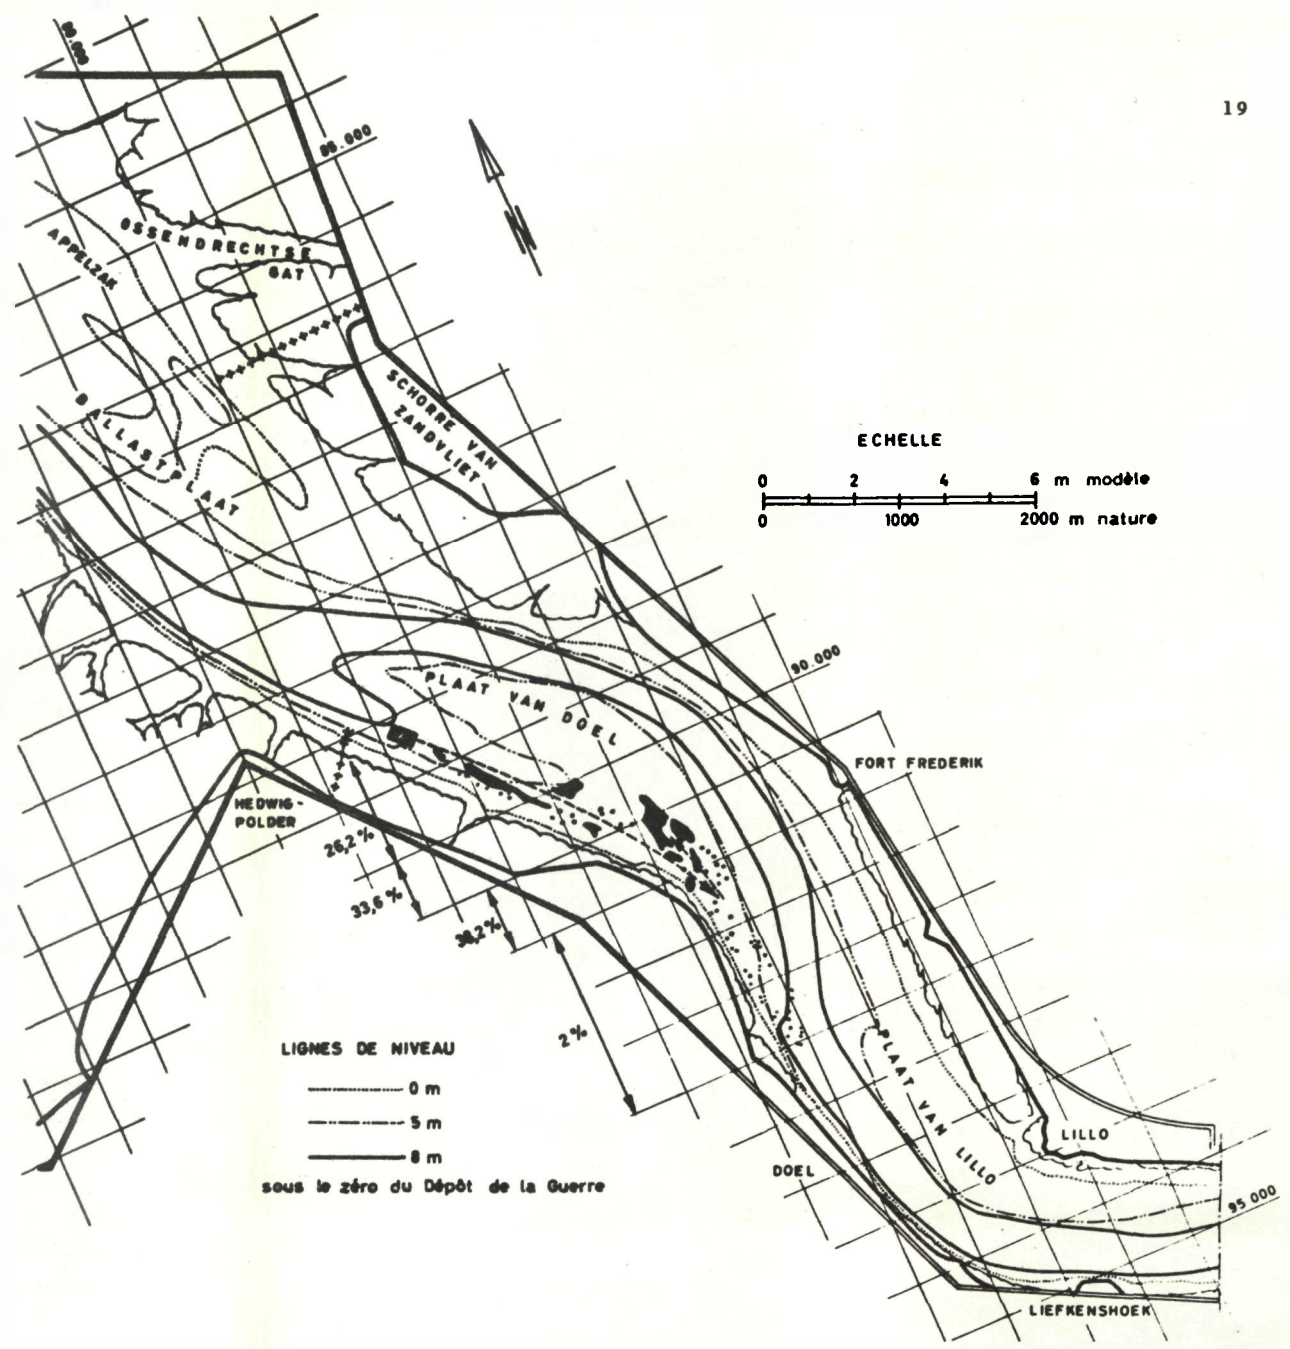 19
85.000
OSSENDRECHTSE
GAT
APPELZAK
BALLASTPLAAT
SCHORRE VAN
ZANDVLIET
N
ECHELLE
0 2 4 6 m modèle
0 1000 2000 m nature
90.000
PLAAT VAN DOEL
FORT FREDERIK
HEDWIG-
POLDER
26,2%
33,6%
38,2%
2%
LIGNES DE NIVEAU
0 m
5 m
8 m
sous le zéro du Dépôt de la Guerre
PLAAT VAN LILLO
LILLO
DOEL
95 000
LIEFKENSHOEK